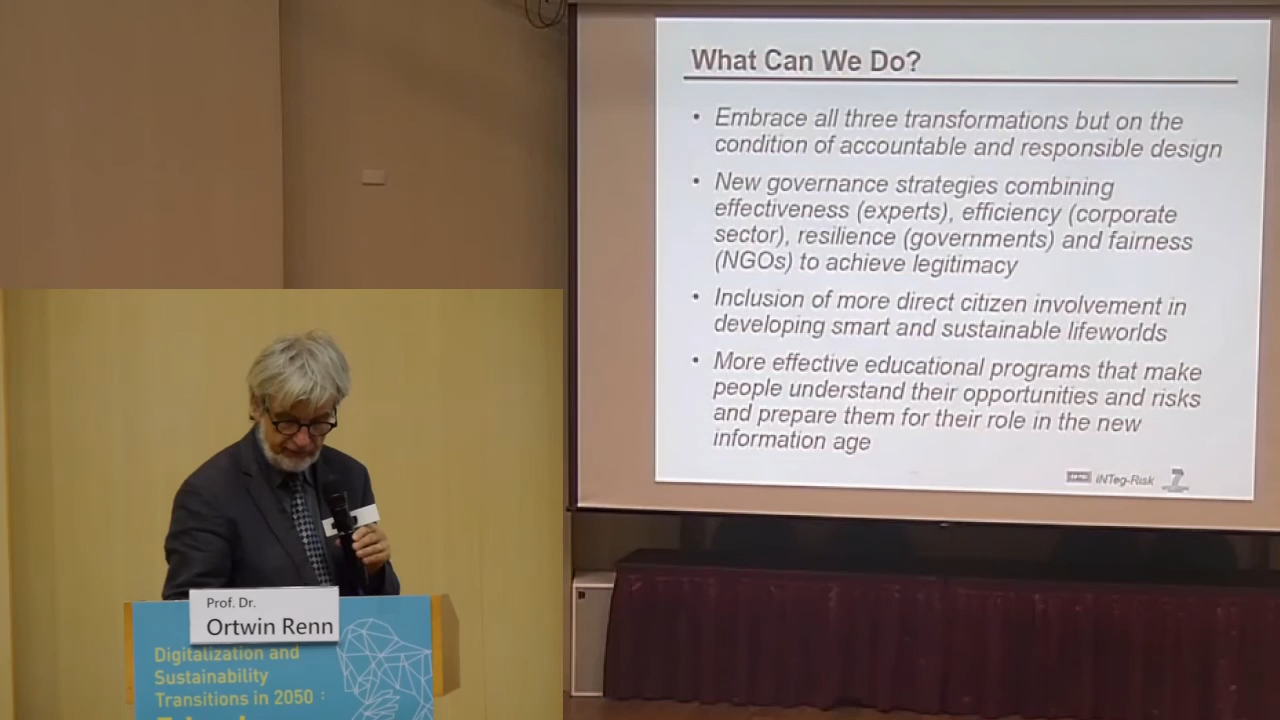 What Can We Do?
• Embrace all three transformations but on the
condition of accountable and responsible design
• New governance strategies combining
effectiveness (experts), efficiency (corporate
sector), resilience (governments) and fairness
(NGOs) to achieve legitimacy
• Inclusion of more direct citizen involvement in
developing smart and sustainable lifeworlds
• More effective educational programs that make
people understand their opportunities and risks
and prepare them for their role in the new
information age
iNTeg-Risk
Prof. Dr.
Ortwin Renn
Digitalization and
Sustainability
Transitions in 2050 :